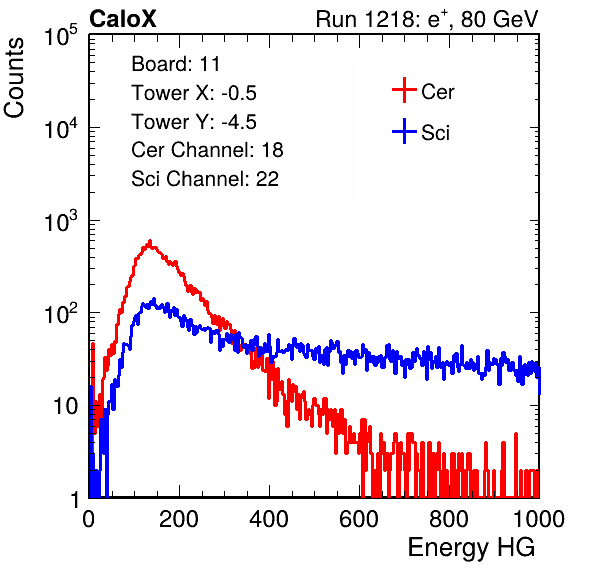 CaloX Run 1218: e⁺, 80 GeV
Counts
Board: 11
Tower X: -0.5
Tower Y: -4.5
Cer Channel: 18
Sci Channel: 22
Cer
Sci
10⁵
10⁴
10³
10²
10
1
0 200 400 600 800 1000
Energy HG